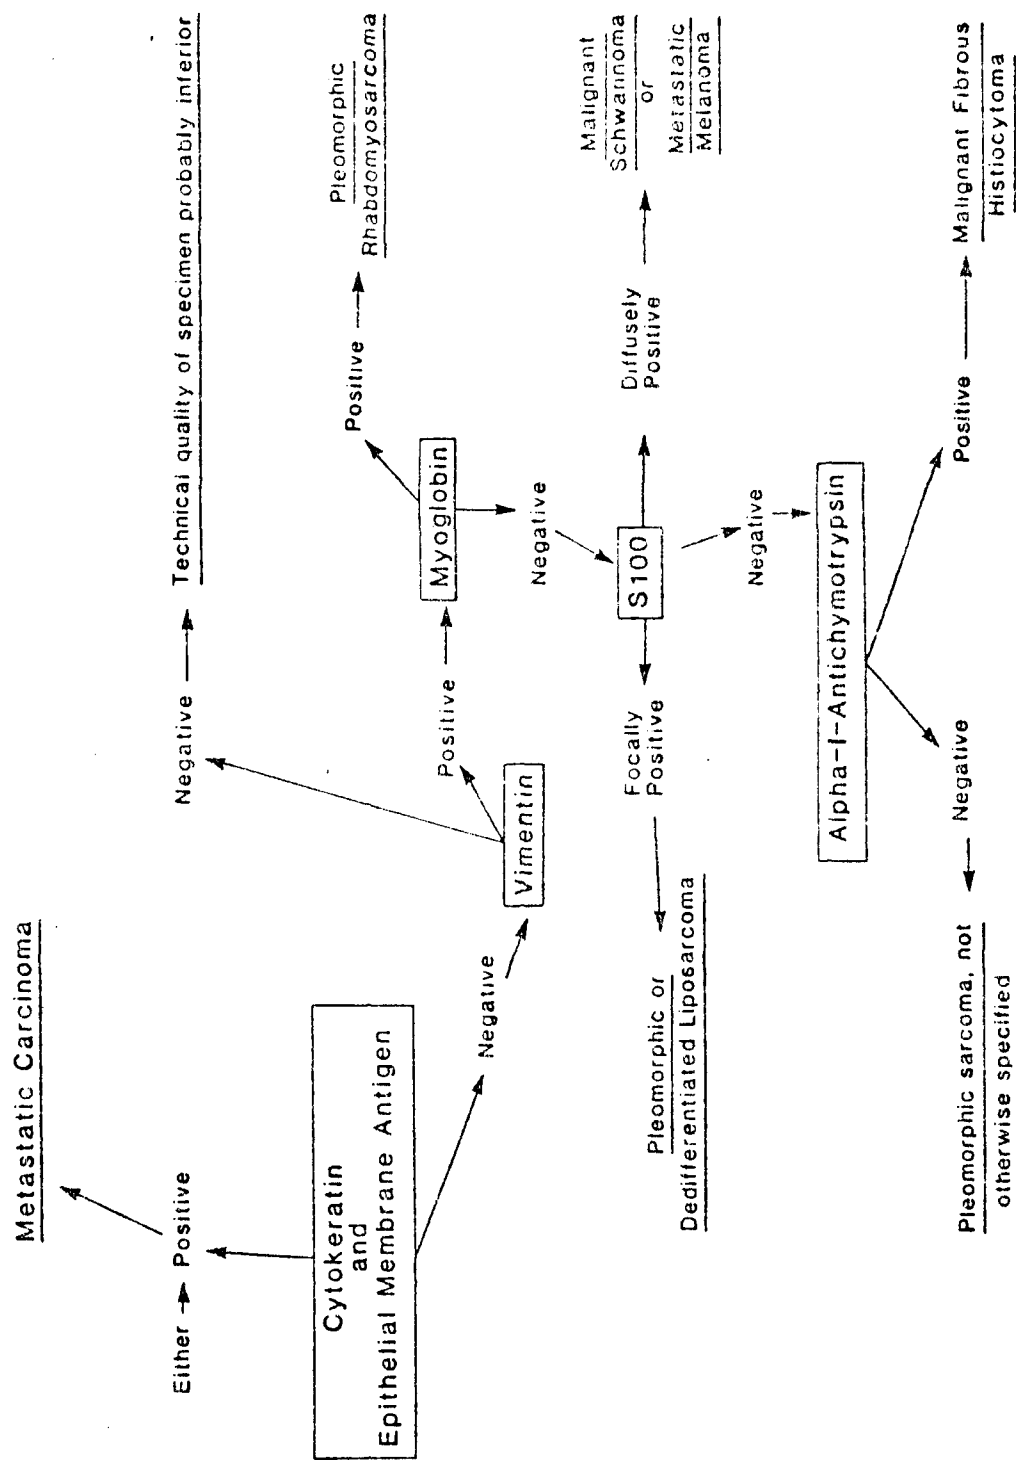 Metastatic Carcinoma
Either
Positive
Cytokeratin
and
Epithelial Membrane Antigen
Negative
Vimentin
Negative
Technical quality of specimen probably inferior
Positive
Myoglobin
Positive
Pleomorphic
Rhabdomyosarcoma
Negative
S100
Focally
Positive
Pleomorphic or
Dedifferentiated Liposarcoma
Diffusely
Positive
Malignant
Schwannoma
or
Metastatic
Melanoma
Negative
Alpha-I-Antichymotrypsin
Negative
Pleomorphic sarcoma, not
otherwise specified
Positive
Malignant Fibrous
Histiocytoma